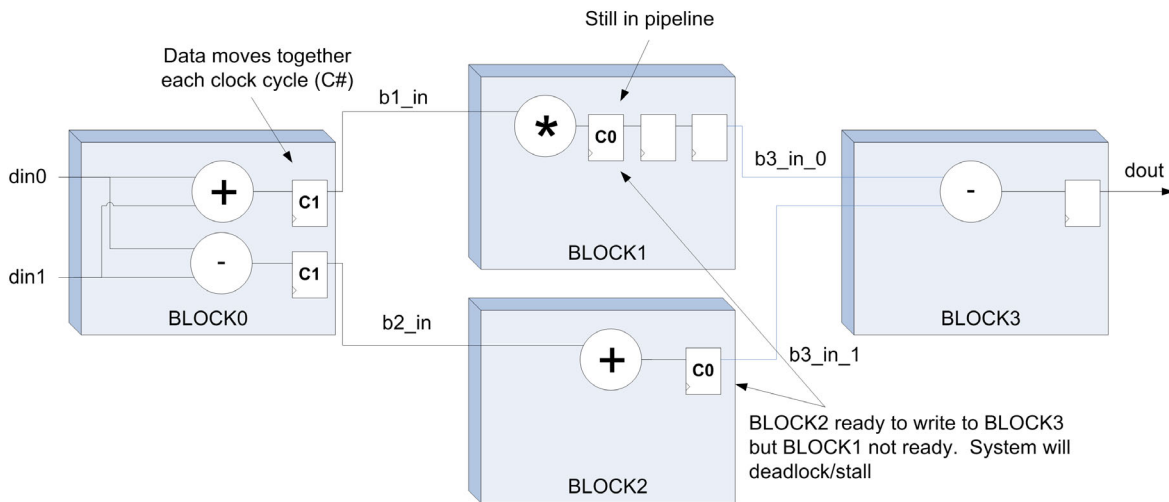 Still in pipeline
Data moves together
each clock cycle (C#)
b1_in
*
C0
b3_in_0
din0
+
C1
-
dout
BLOCK1
din1
-
C1
BLOCK0
b2_in
BLOCK3
+
C0
b3_in_1
BLOCK2 ready to write to BLOCK3
but BLOCK1 not ready. System will
deadlock/stall
BLOCK2